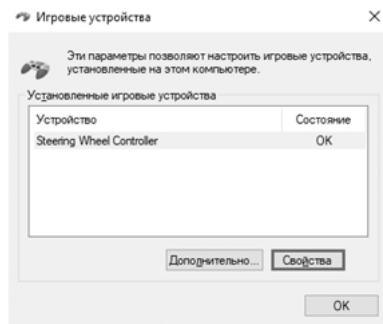 Игровые устройства
Эти параметры позволяют настроить игровые устройства,
установленные на этом компьютере.
Установленные игровые устройства
Устройство Состояние
Steering Wheel Controller OK
Дополнительно... Свойства
OK